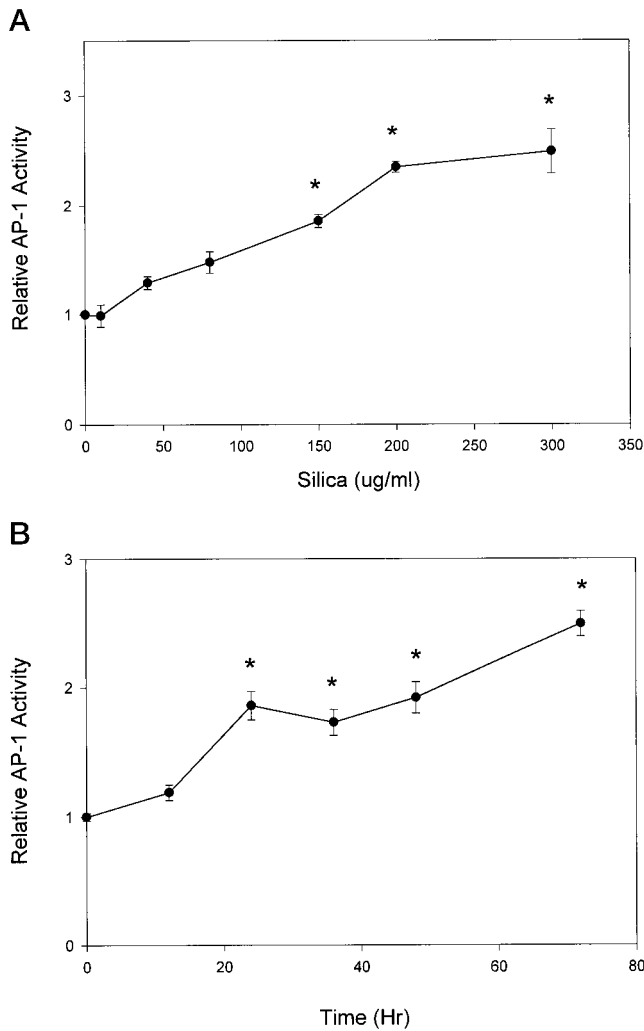 A
Relative AP-1 Activity
3
2
1
0
* * *
0 50 100 150 200 250 300 350
Silica (ug/ml)
B
Relative AP-1 Activity
3
2
1
0
* * * *
0 20 40 60 80
Time (Hr)